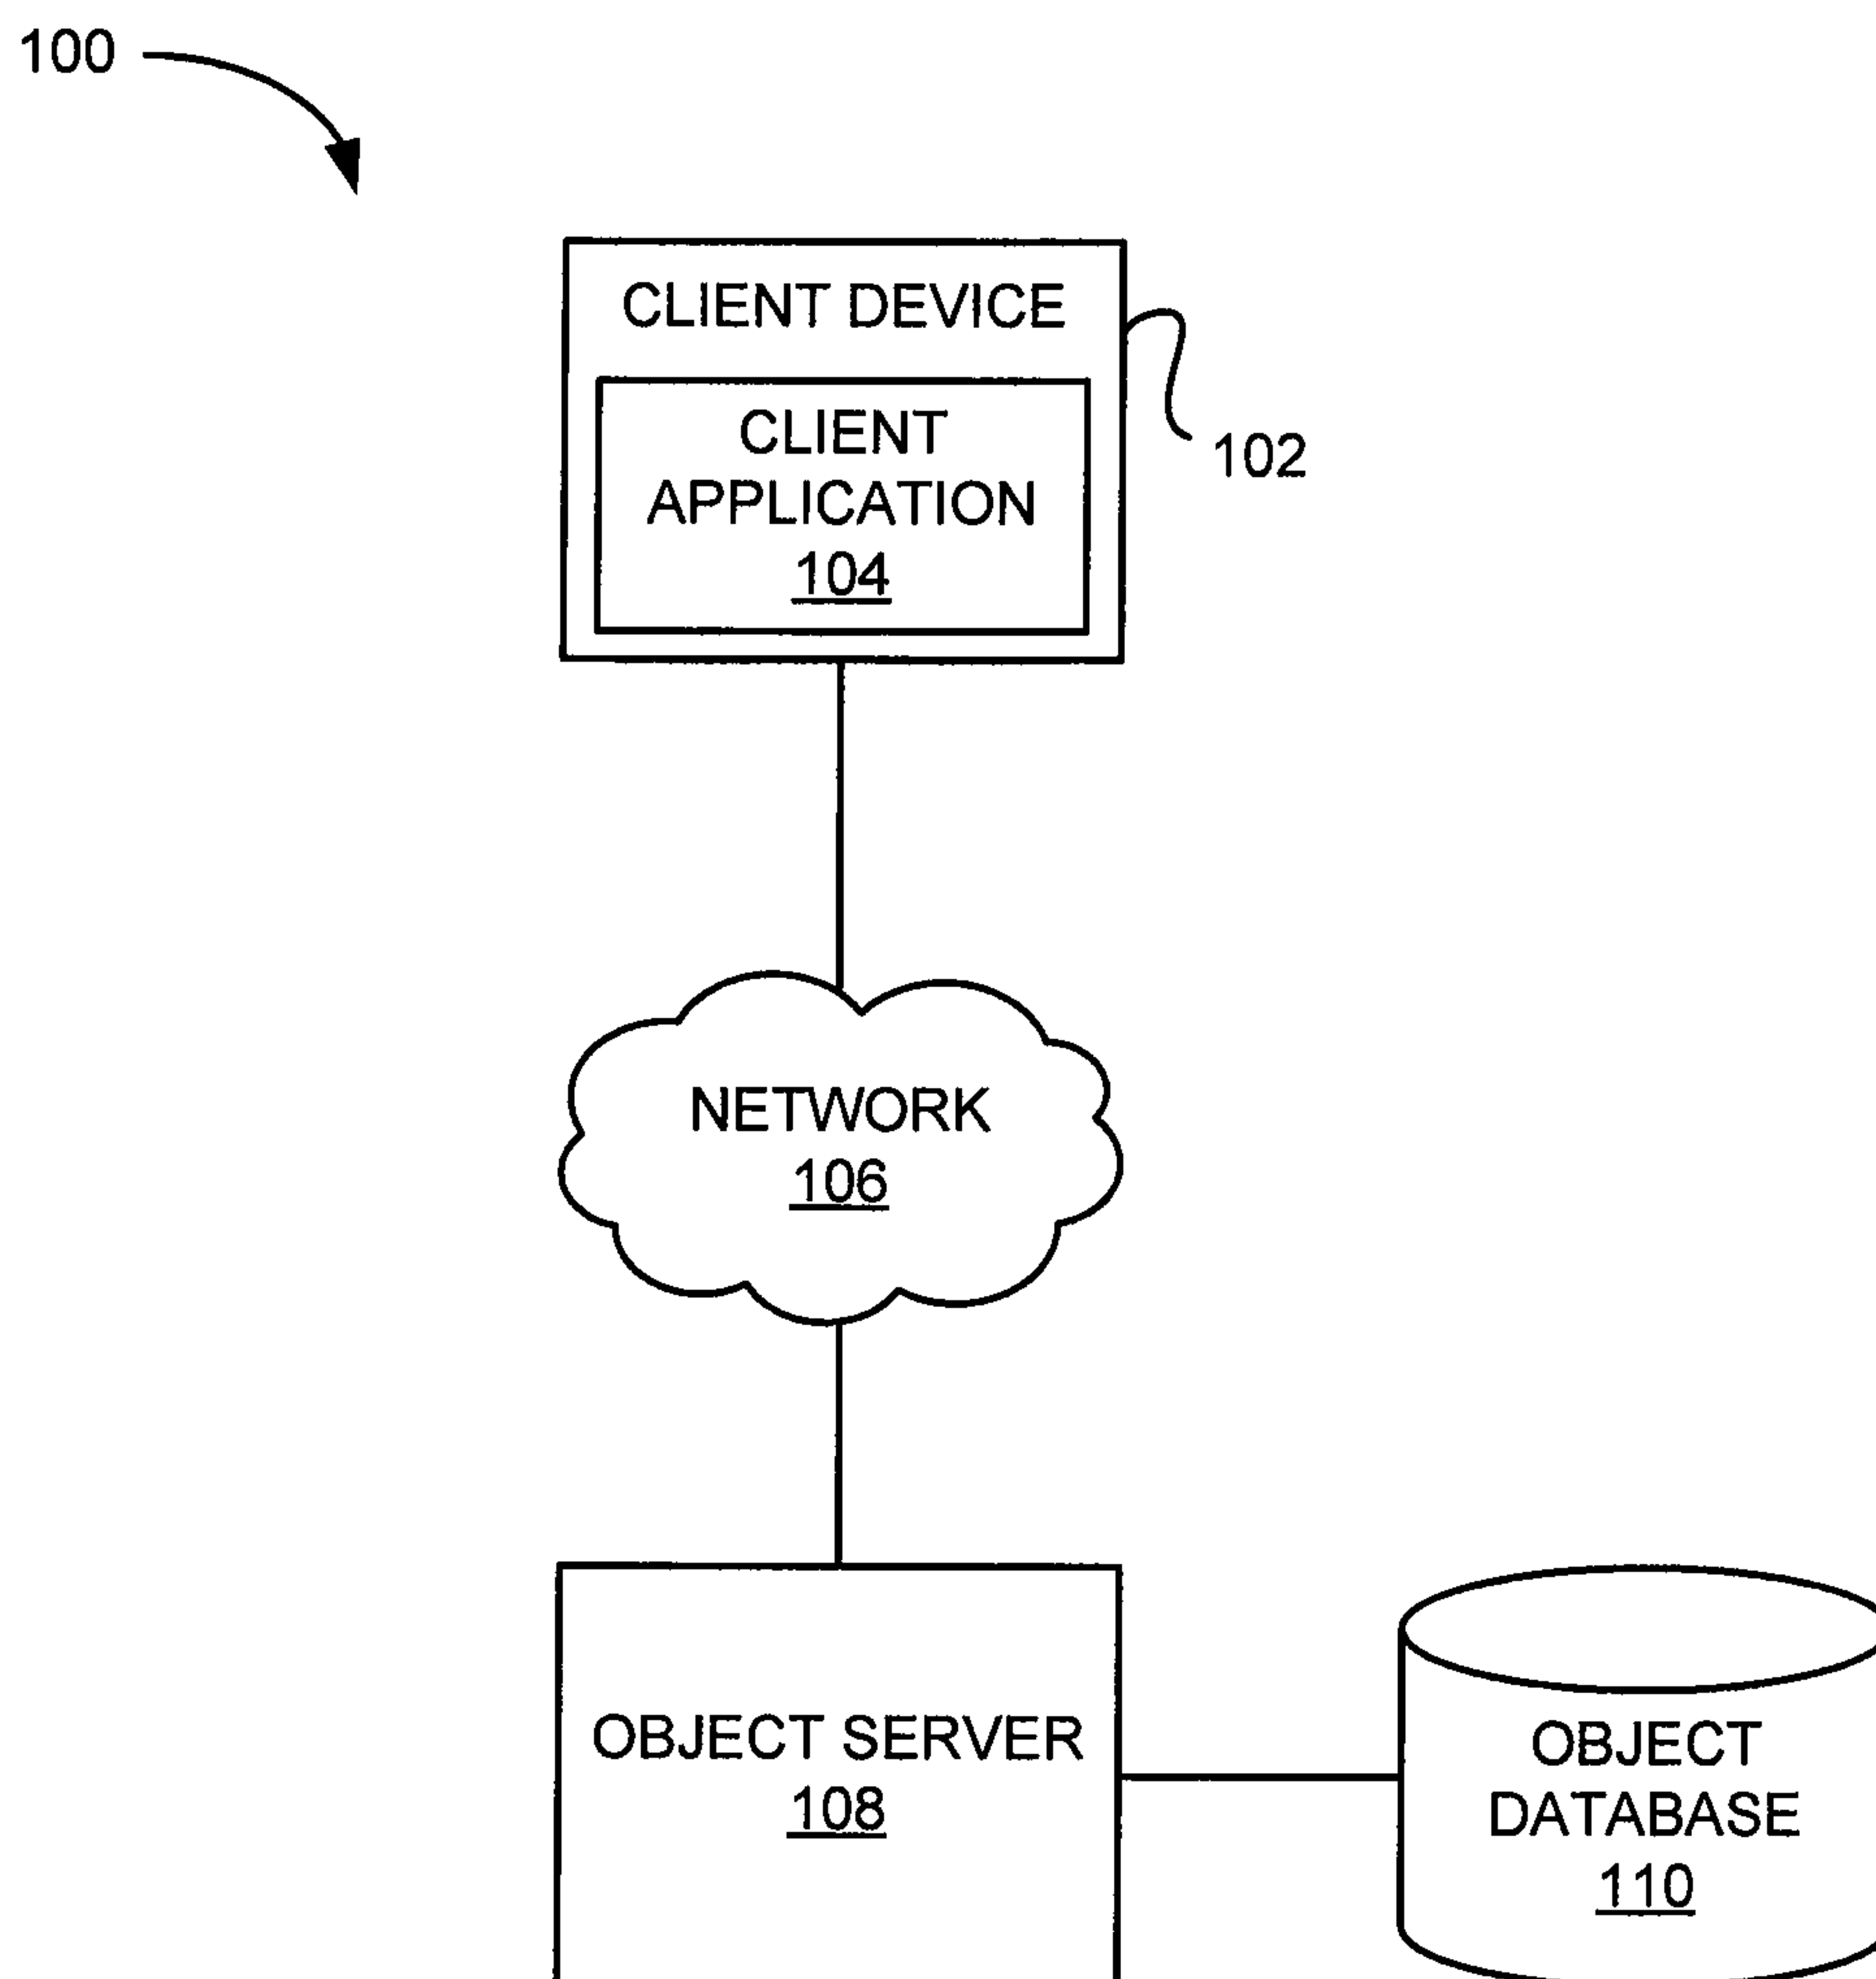 100
CLIENT DEVICE
CLIENT
APPLICATION
104
102
NETWORK
106
OBJECT SERVER
108
OBJECT
DATABASE
110